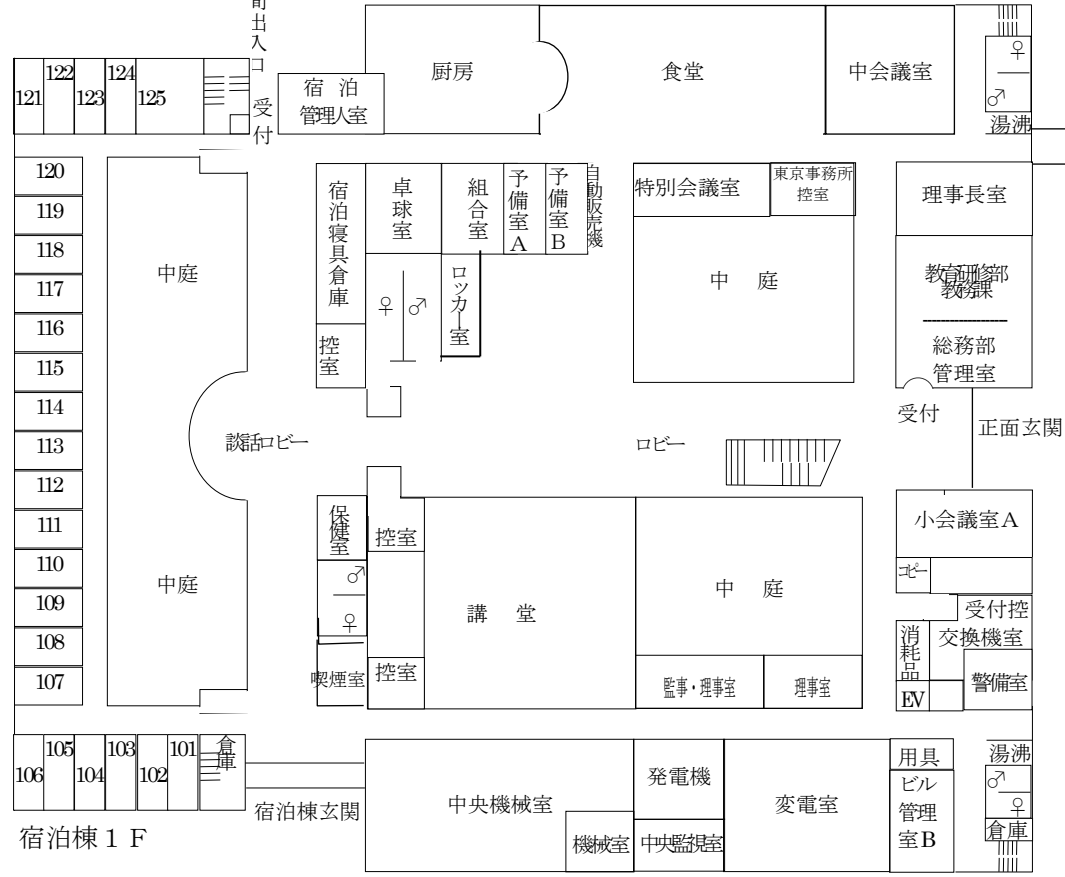 出入口
121
122
123
124
125
受付
宿 泊
管理人室
厨房
食堂
中会議室
♀
♂
湯沸
120
119
118
117
116
115
114
113
112
111
110
109
108
107
中庭
中庭
談話ロビー
宿泊寝具倉庫
控室
卓球室
♀
♂
組合室
ロッカー室
予備室A
予備室B
自動販売機
特別会議室
東京事務所
控室
中 庭
理事長室
教育研修部
教務課
総務部
管理室
受付
正面玄関
ロビー
保健室
♂
♀
喫煙室
控室
控室
講 堂
中 庭
監事・理事室
理事室
小会議室A
コピー
受付控
交換機室
消耗品
EV
警備室
106
105
104
103
102
101
倉庫
宿泊棟玄関
宿泊棟1F
中央機械室
機械室
発電機
中央監視室
変電室
用具
ビル
管理
室B
湯沸
♂
♀
倉庫